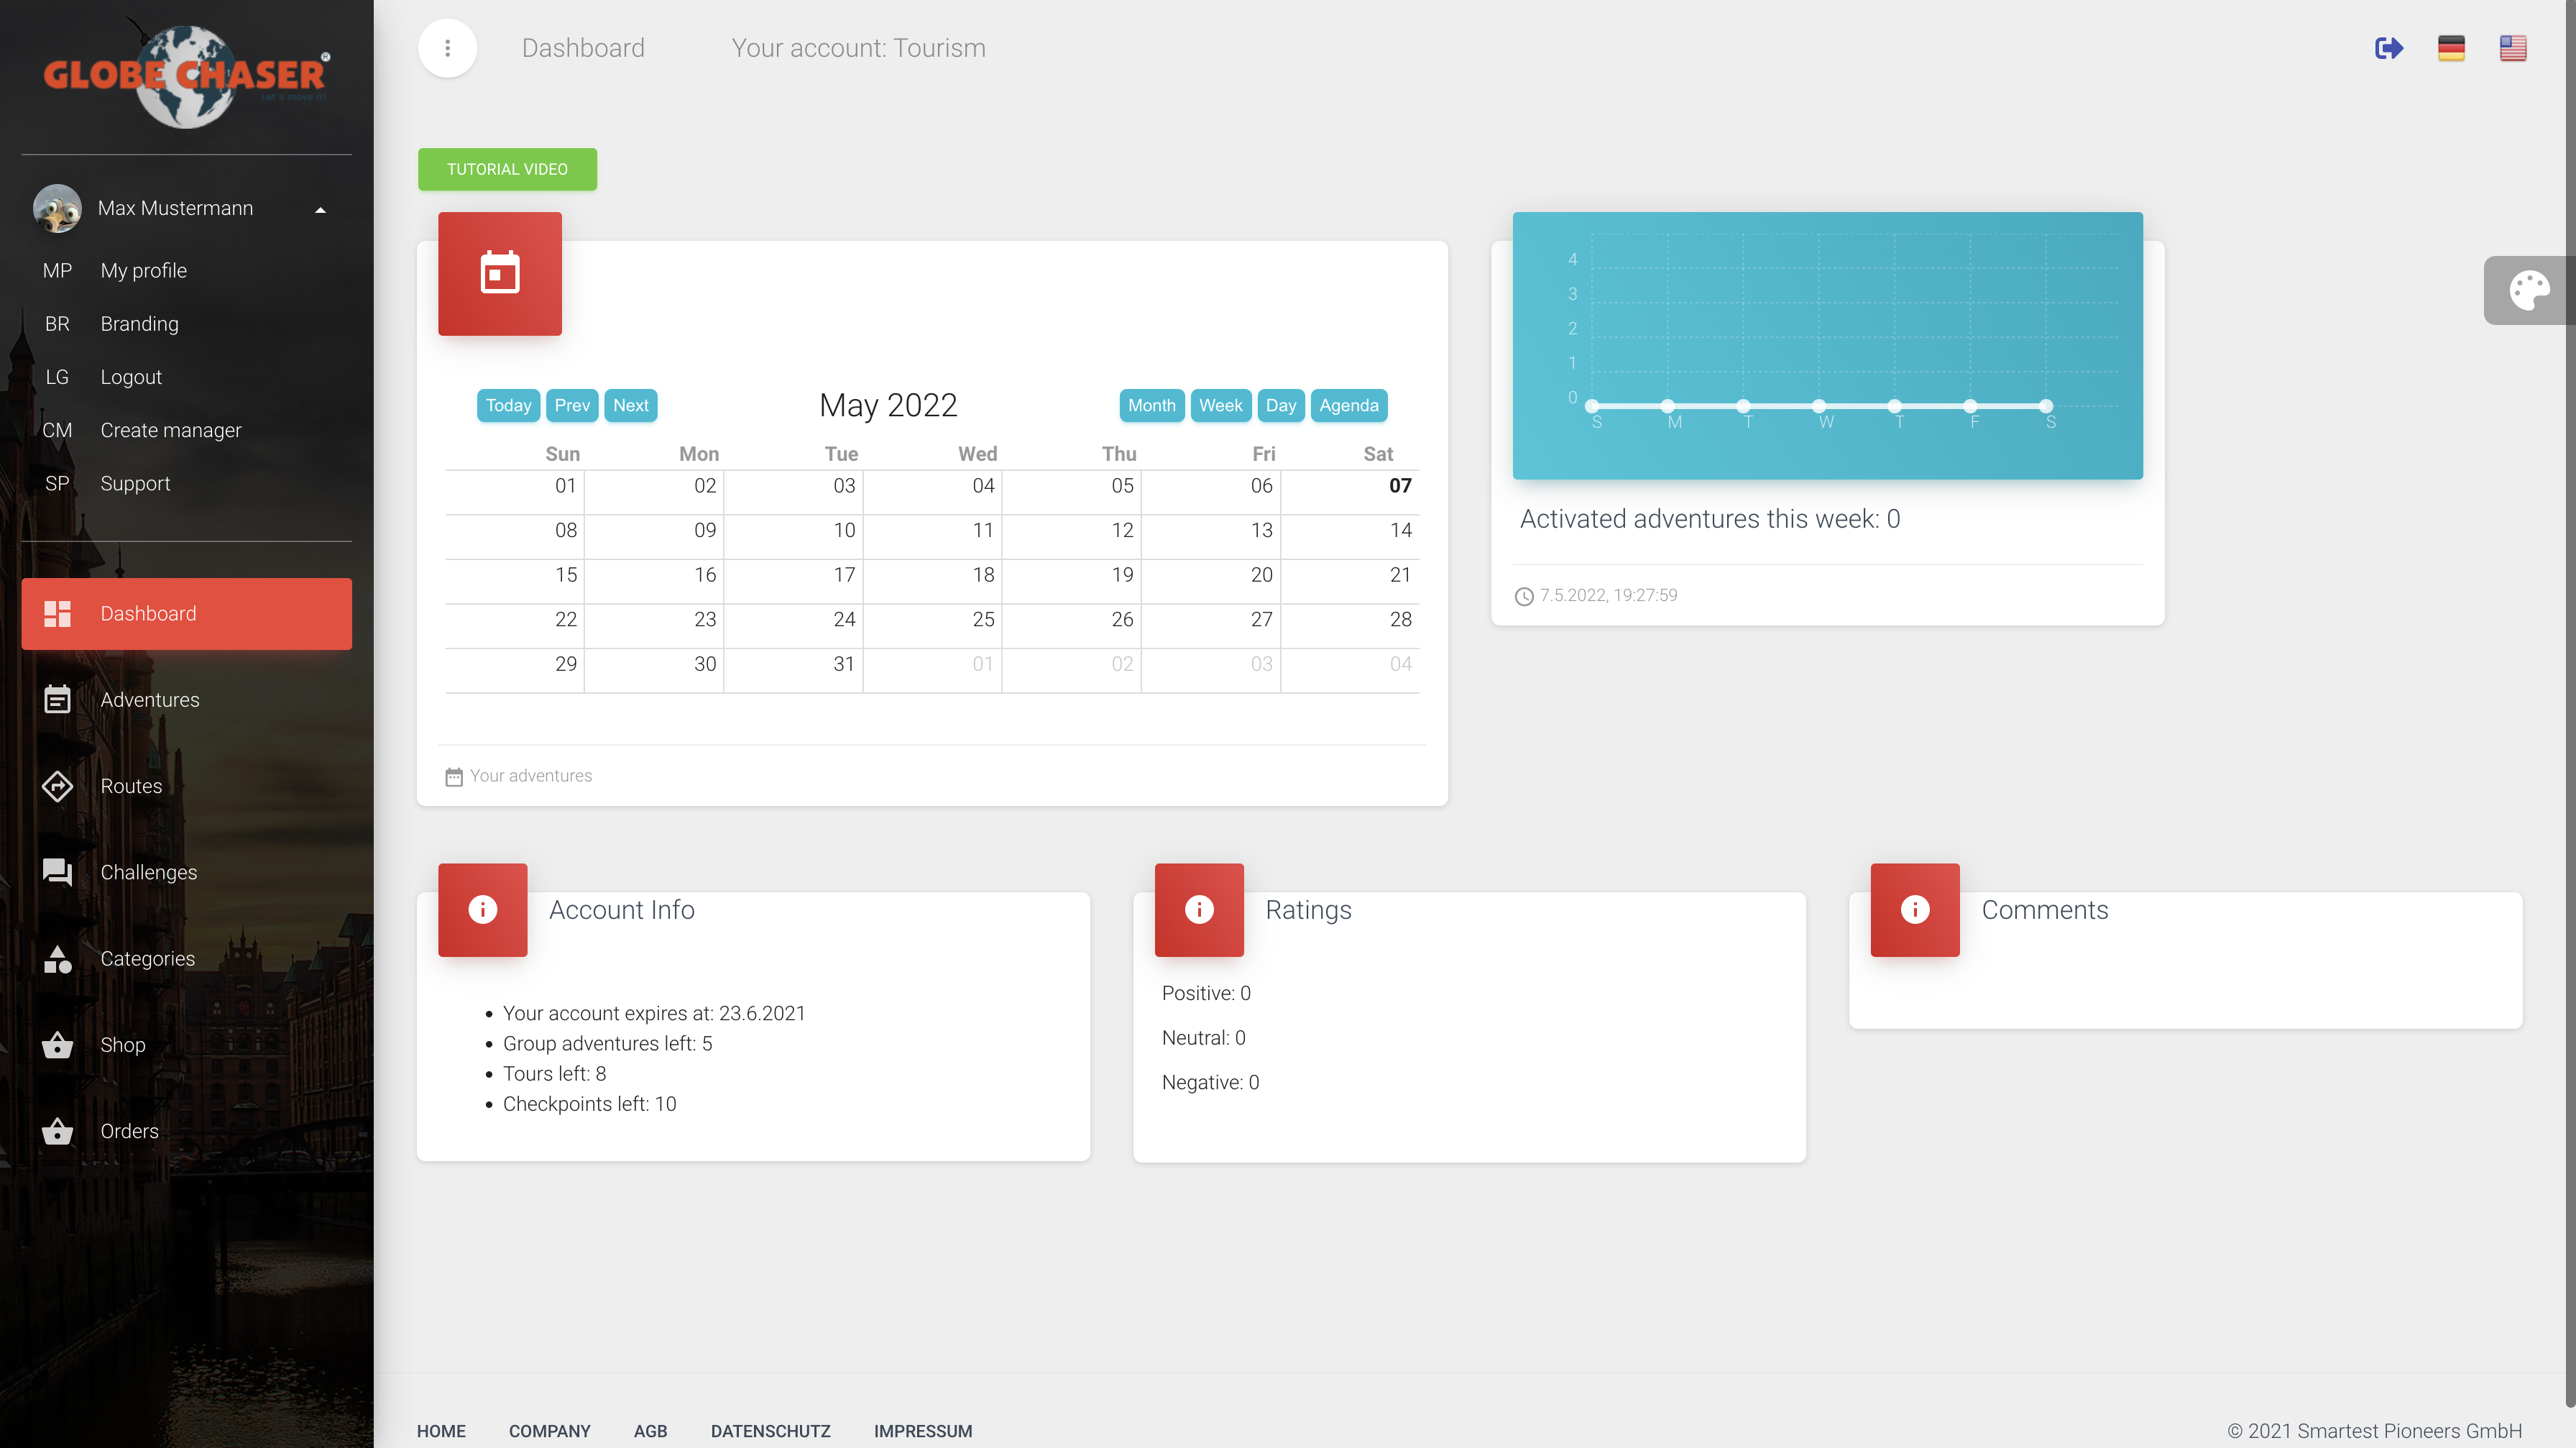 GLOBE CHASER®
Let's move it!
Max Mustermann
MP My profile
BR Branding
LG Logout
CM Create manager
SP Support
Dashboard
Adventures
Routes
Challenges
Categories
Shop
Orders
Dashboard Your account: Tourism
TUTORIAL VIDEO
Today Prev Next May 2022 Month Week Day Agenda
Sun Mon Tue Wed Thu Fri Sat
01 02 03 04 05 06 07
08 09 10 11 12 13 14
15 16 17 18 19 20 21
22 23 24 25 26 27 28
29 30 31 01 02 03 04
Your adventures
4
3
2
1
0
S M T W T F S
Activated adventures this week: 0
7.5.2022, 19:27:59
Account Info
Your account expires at: 23.6.2021
Group adventures left: 5
Tours left: 8
Checkpoints left: 10
Ratings
Positive: 0
Neutral: 0
Negative: 0
Comments
HOME COMPANY AGB DATENSCHUTZ IMPRESSUM
© 2021 Smartest Pioneers GmbH